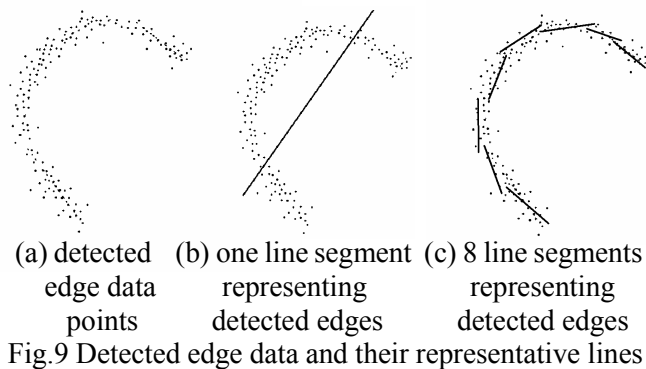 (a) detected edge data points
(b) one line segment representing detected edges
(c) 8 line segments representing detected edges
Fig.9 Detected edge data and their representative lines